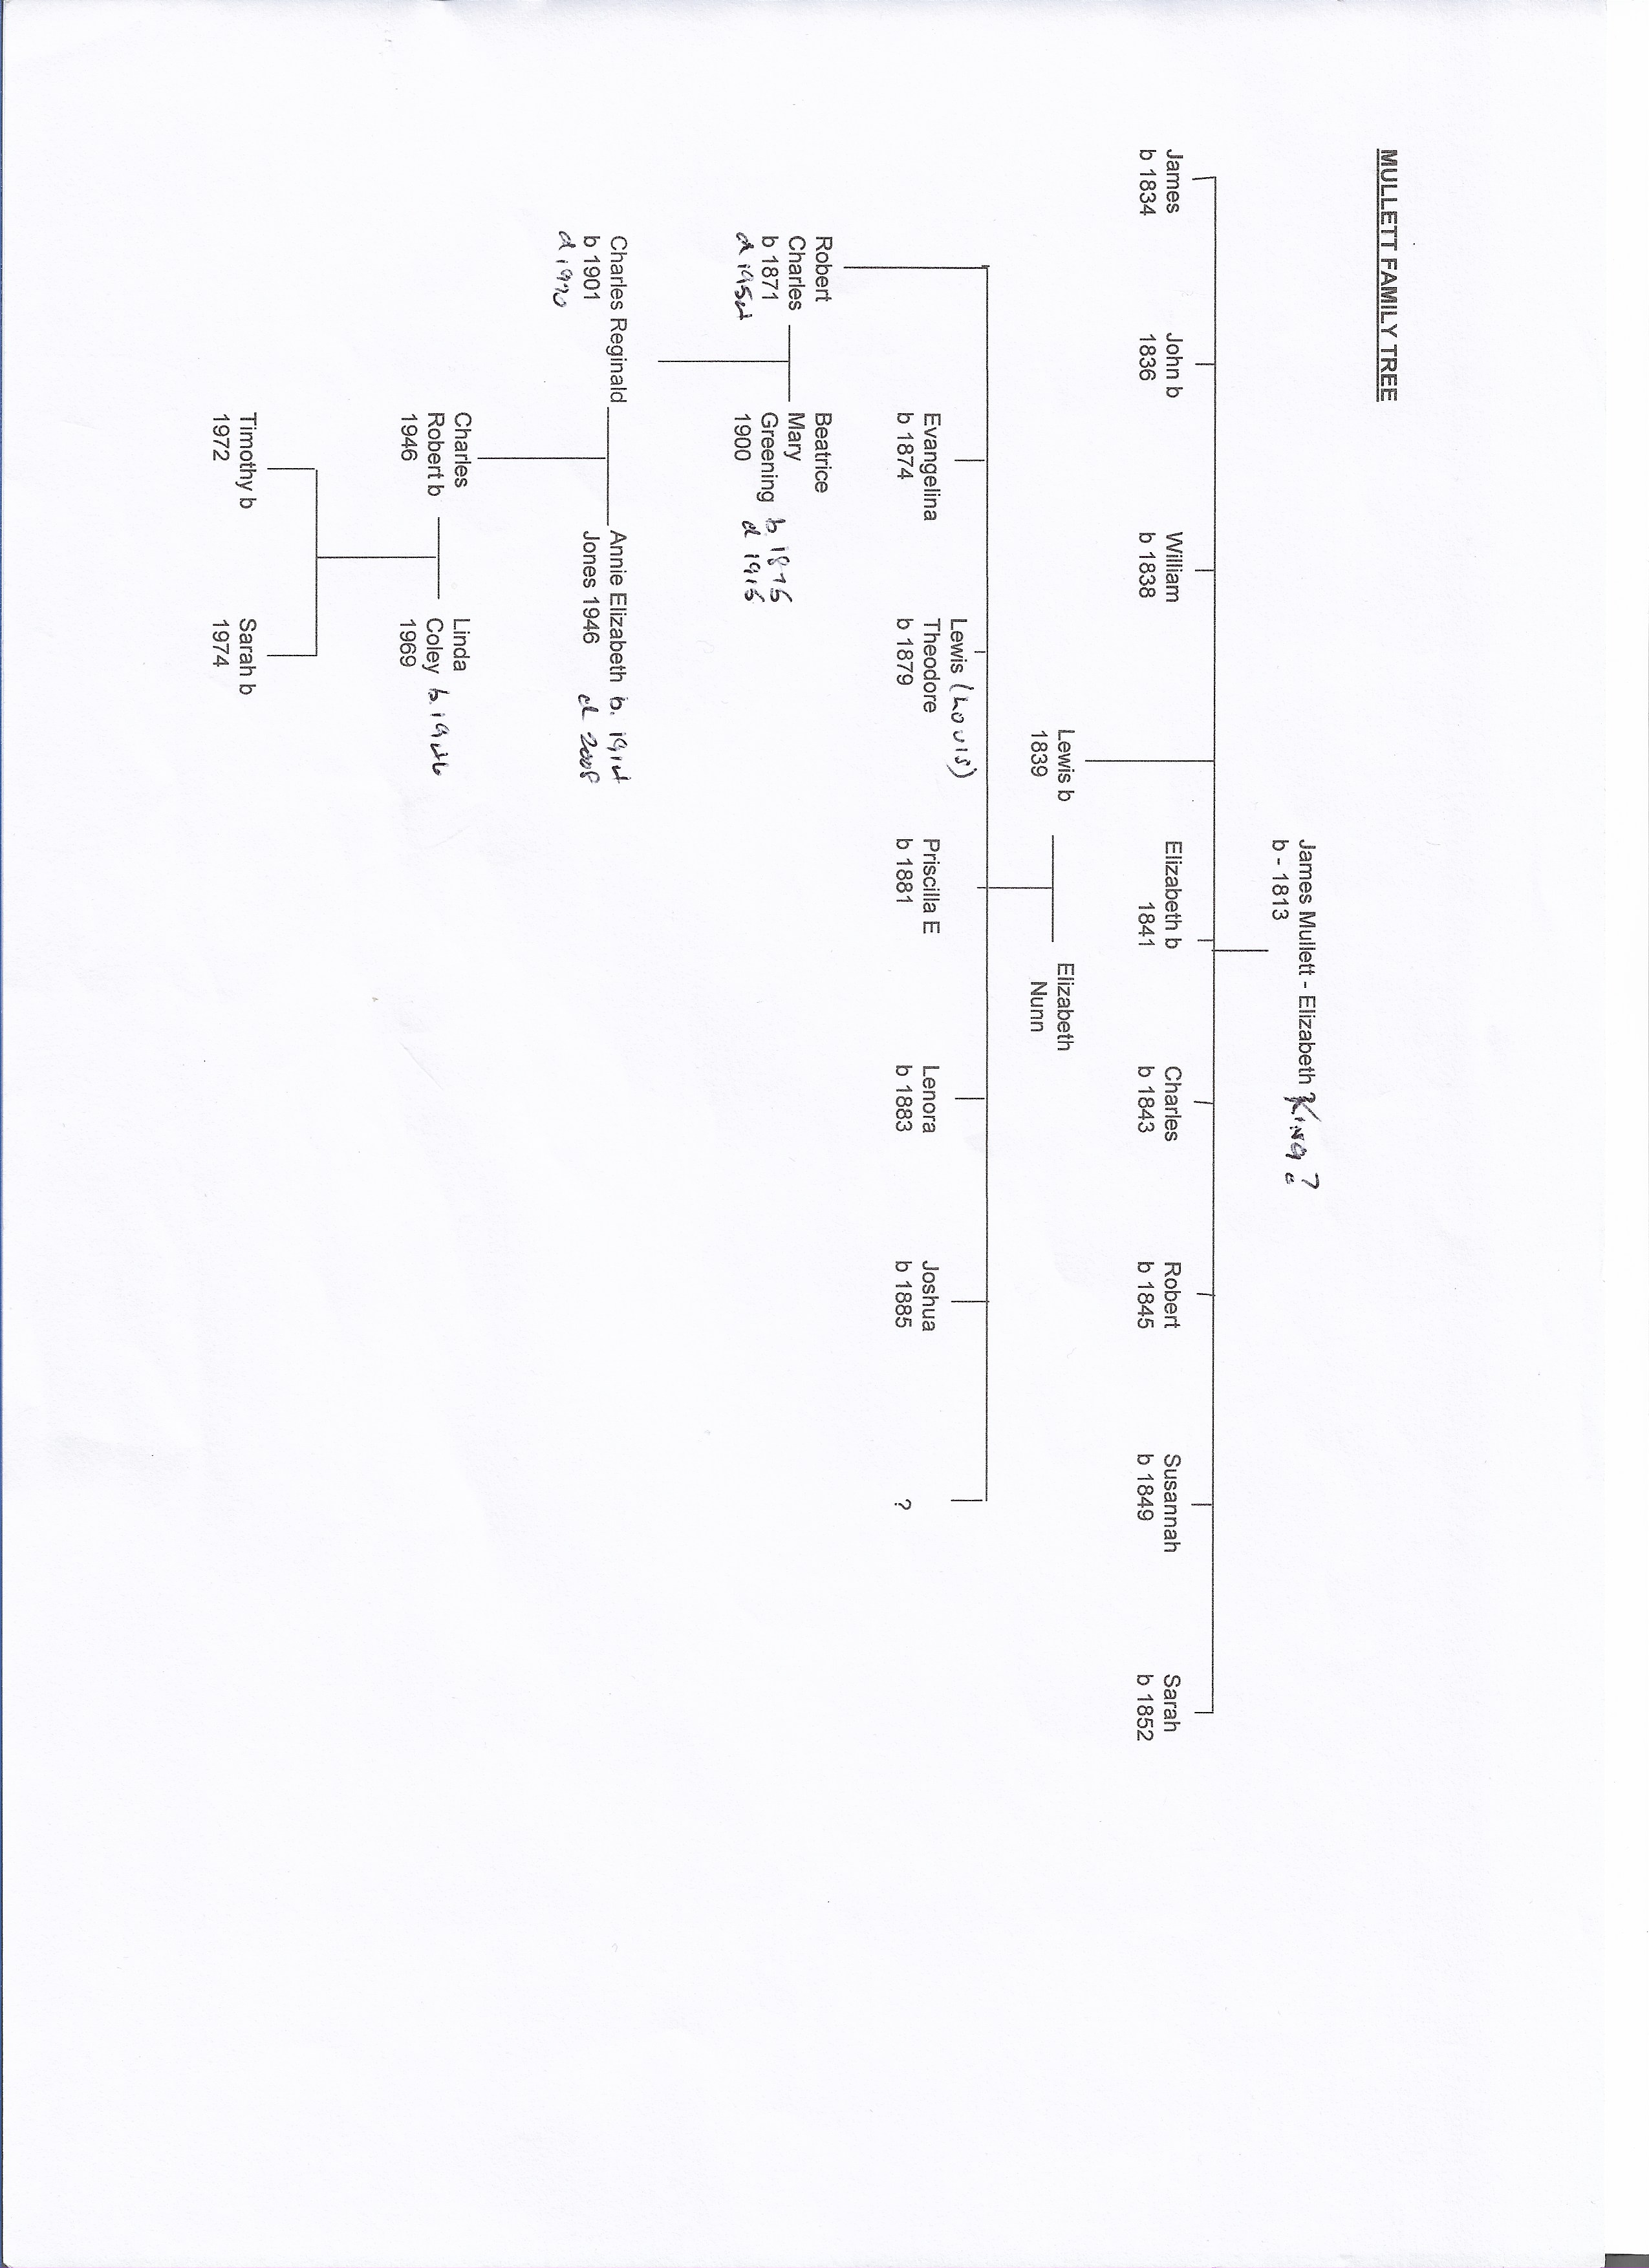 MULLETT FAMILY TREE
James Mullett - Elizabeth King?
b - 1813
James
b 1834
John b
1836
William
b 1838
Elizabeth b
1841
Charles
b 1843
Robert
b 1845
Susannah
b 1849
Sarah
b 1852
Lewis b
1839
Elizabeth
Nunn
Evangelina
b 1874
Lewis (Louis)
Theodore
b 1879
Priscilla E
b 1881
Lenora
b 1883
Joshua
b 1885
?
Robert
Charles
b 1871
d 1954
Beatrice
Mary
Greening b
1900 d
Charles Reginald
b 1901
d
Annie Elizabeth b. 1914
Jones 1946 d 2008
Charles
Robert b
1946
Linda
Coley b. 1946
1969
Timothy b
1972
Sarah b
1974